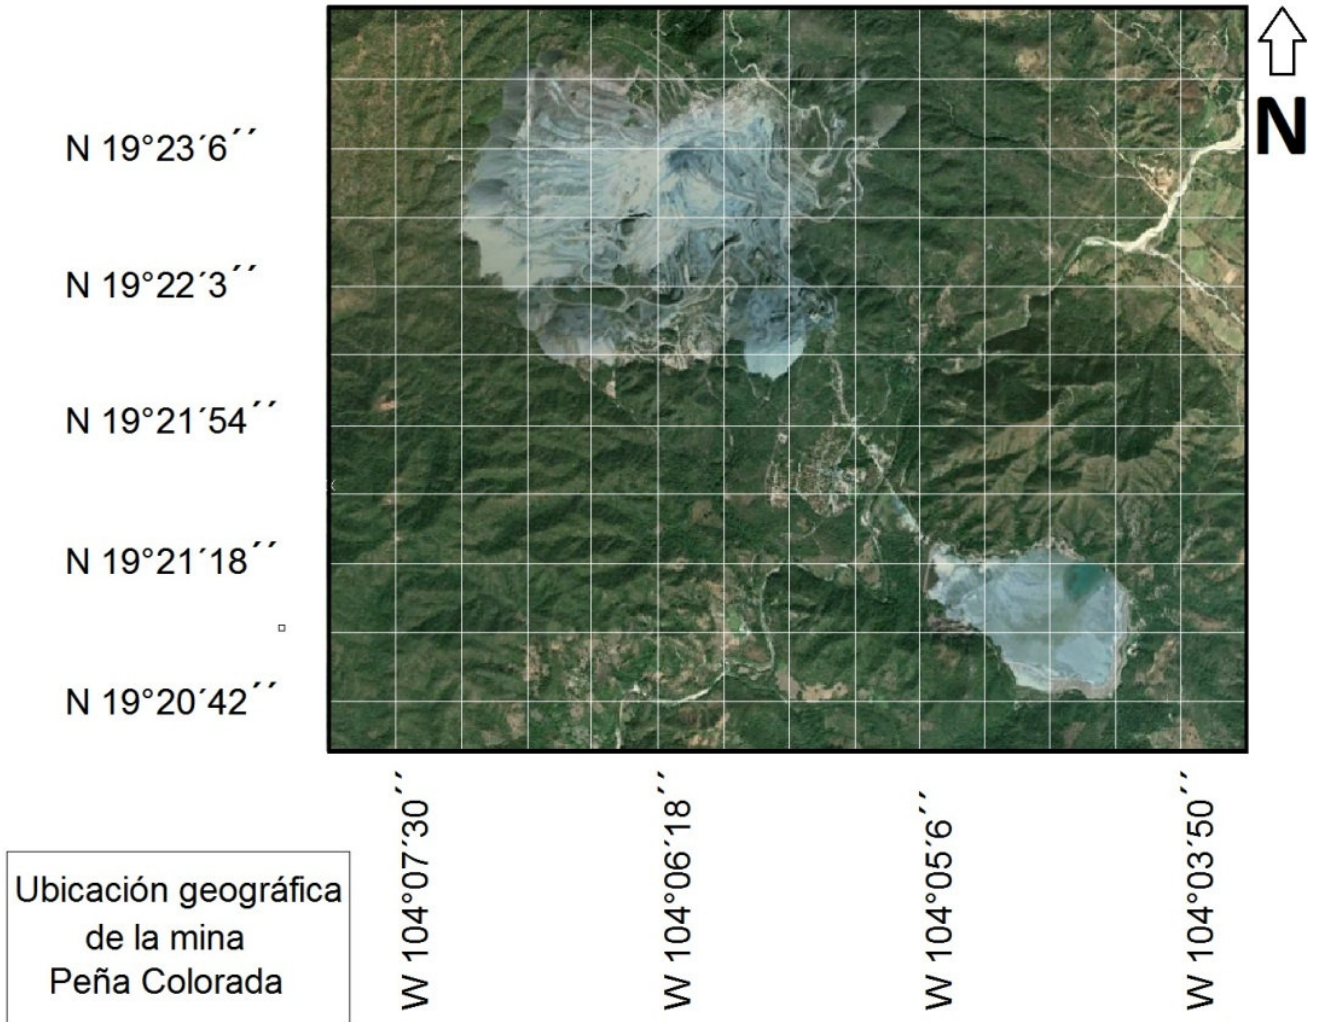 N
N 19°23´6´´
N 19°22´3´´
N 19°21´54´´
N 19°21´18´´
N 19°20´42´´
W 104°07´30´´
W 104°06´18´´
W 104°05´6´´
W 104°03´50´´
Ubicación geográfica
de la mina
Peña Colorada